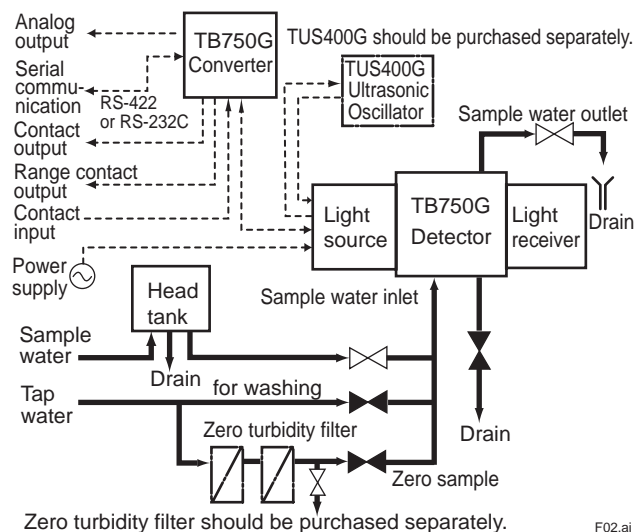 Analog
output
Serial
commu-
nication
RS-422
or RS-232C
Contact
output
Range contact
output
Contact
input
Power
supply
TB750G
Converter
TUS400G should be purchased separately.
TUS400G
Ultrasonic
Oscillator
Sample water outlet
Light
source
TB750G
Detector
Light
receiver
Drain
Head
tank
Sample water inlet
Sample
water
Drain
Tap
water
for washing
Zero turbidity filter
Drain
Zero sample
Zero turbidity filter should be purchased separately.
F02.ai